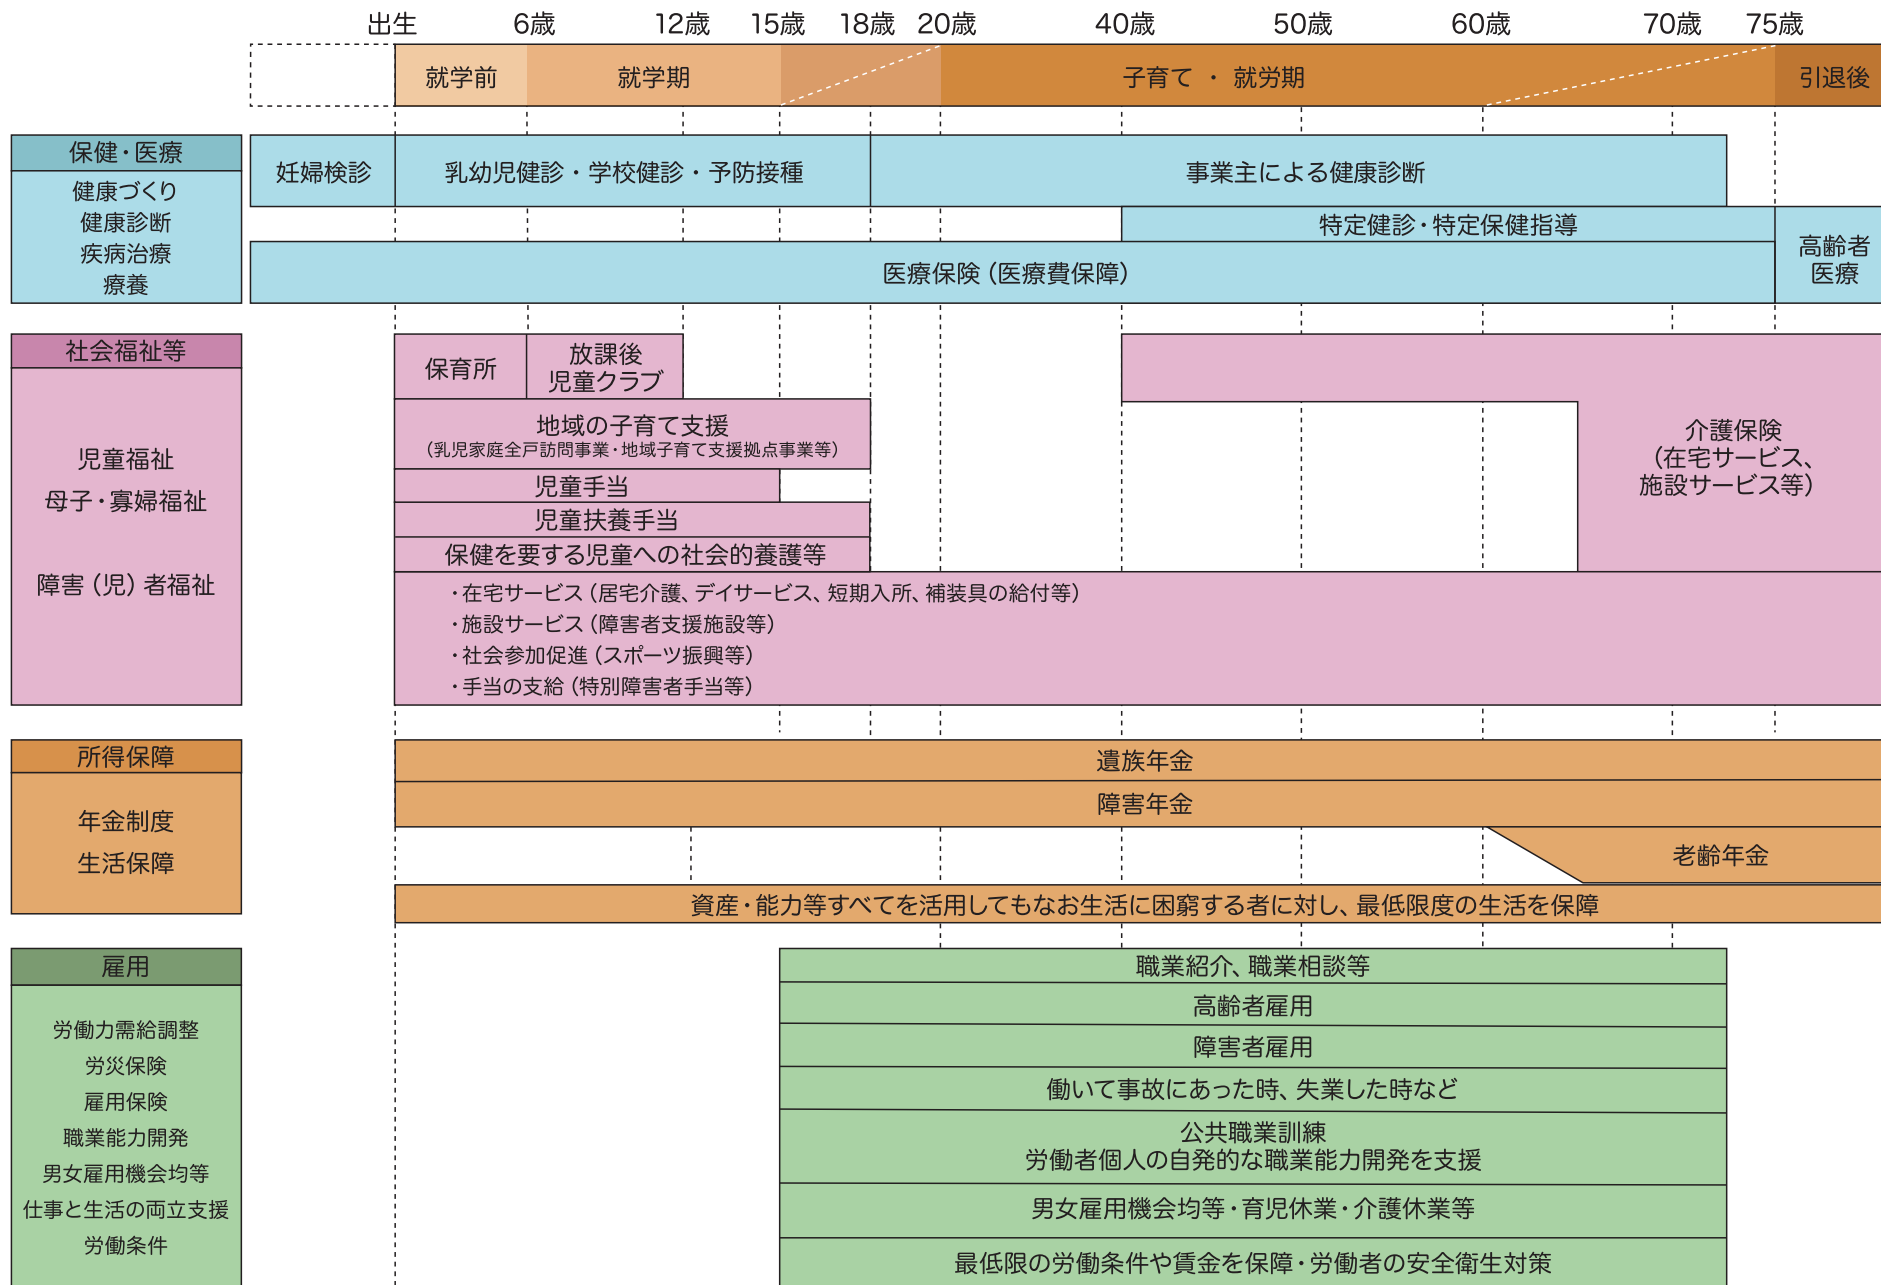 出生 6歳 12歳 15歳 18歳 20歳 40歳 50歳 60歳 70歳 75歳
就学前 就学期 子育て ・ 就労期 引退後
保健・医療
健康づくり
健康診断
疾病治療
療養
妊婦検診 乳幼児健診・学校健診・予防接種 事業主による健康診断
特定健診・特定保健指導
医療保険（医療費保障）
高齢者
医療
社会福祉等
児童福祉
母子・寡婦福祉
障害（児）者福祉
保育所
放課後
児童クラブ
地域の子育て支援
（乳児家庭全戸訪問事業・地域子育て支援拠点事業等）
児童手当
児童扶養手当
保健を要する児童への社会的養護等
介護保険
（在宅サービス、
施設サービス等）
・在宅サービス（居宅介護、デイサービス、短期入所、補装具の給付等）
・施設サービス（障害者支援施設等）
・社会参加促進（スポーツ振興等）
・手当の支給（特別障害者手当等）
所得保障
年金制度
生活保障
遺族年金
障害年金
老齢年金
資産・能力等すべてを活用してもなお生活に困窮する者に対し、最低限度の生活を保障
雇用
労働力需給調整
労災保険
雇用保険
職業能力開発
男女雇用機会均等
仕事と生活の両立支援
労働条件
職業紹介、職業相談等
高齢者雇用
障害者雇用
働いて事故にあった時、失業した時など
公共職業訓練
労働者個人の自発的な職業能力開発を支援
男女雇用機会均等・育児休業・介護休業等
最低限の労働条件や賃金を保障・労働者の安全衛生対策